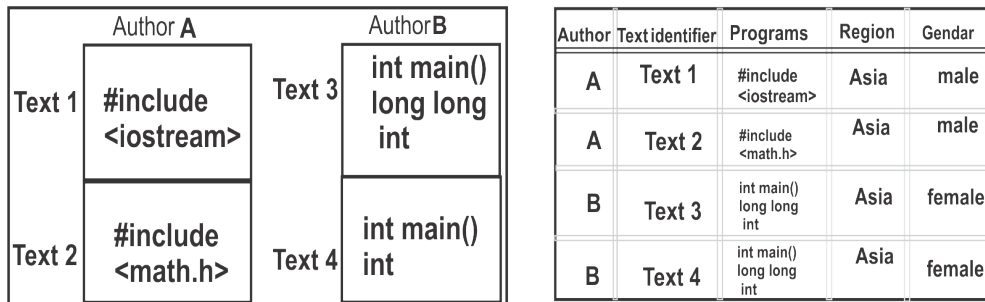 Author A
Author B
Text 1
#include
<iostream>
Text 3
int main()
long long
int
Text 2
#include
<math.h>
Text 4
int main()
int
Author Text identifier Programs Region Gendar
A Text 1 #include
<iostream> Asia male
A Text 2 #include
<math.h> Asia male
B Text 3 int main()
long long
int Asia female
B Text 4 int main()
long long
int Asia female